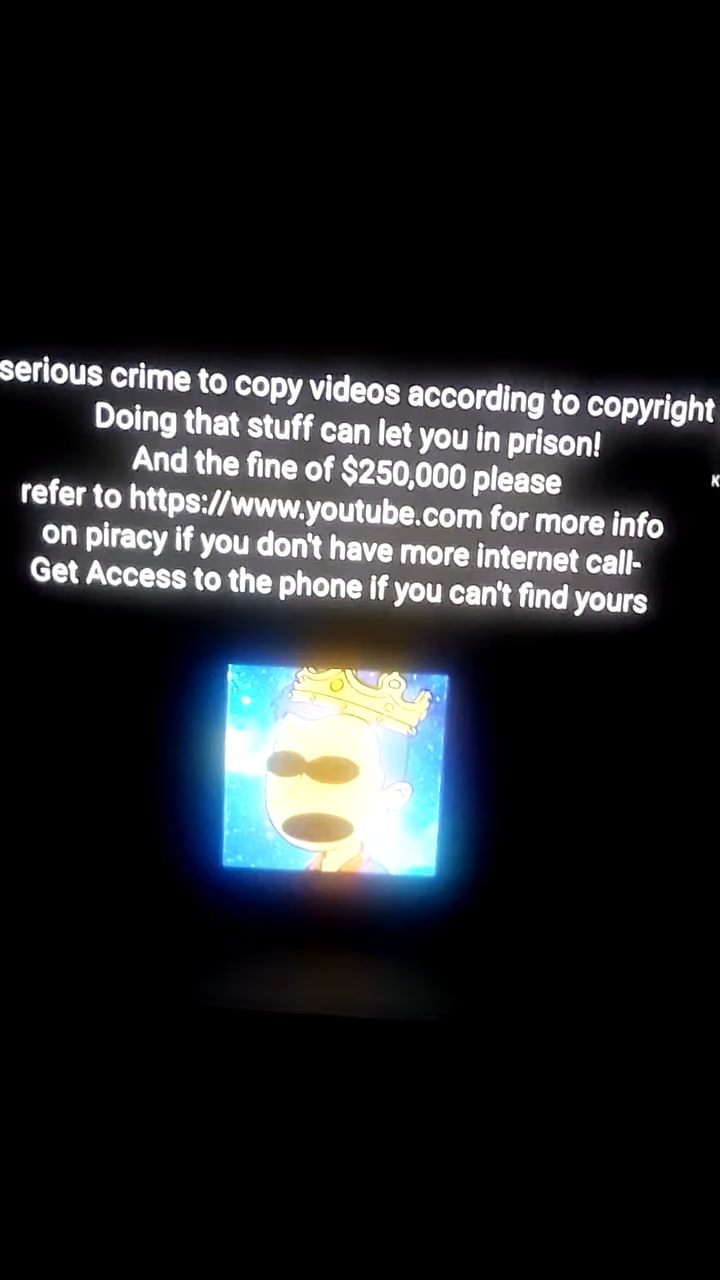 serious crime to copy videos according to copyright
Doing that stuff can let you in prison!
And the fine of $250,000 please
refer to https://www.youtube.com for more info
on piracy if you don't have more internet call-
Get Access to the phone if you can't find yours
K